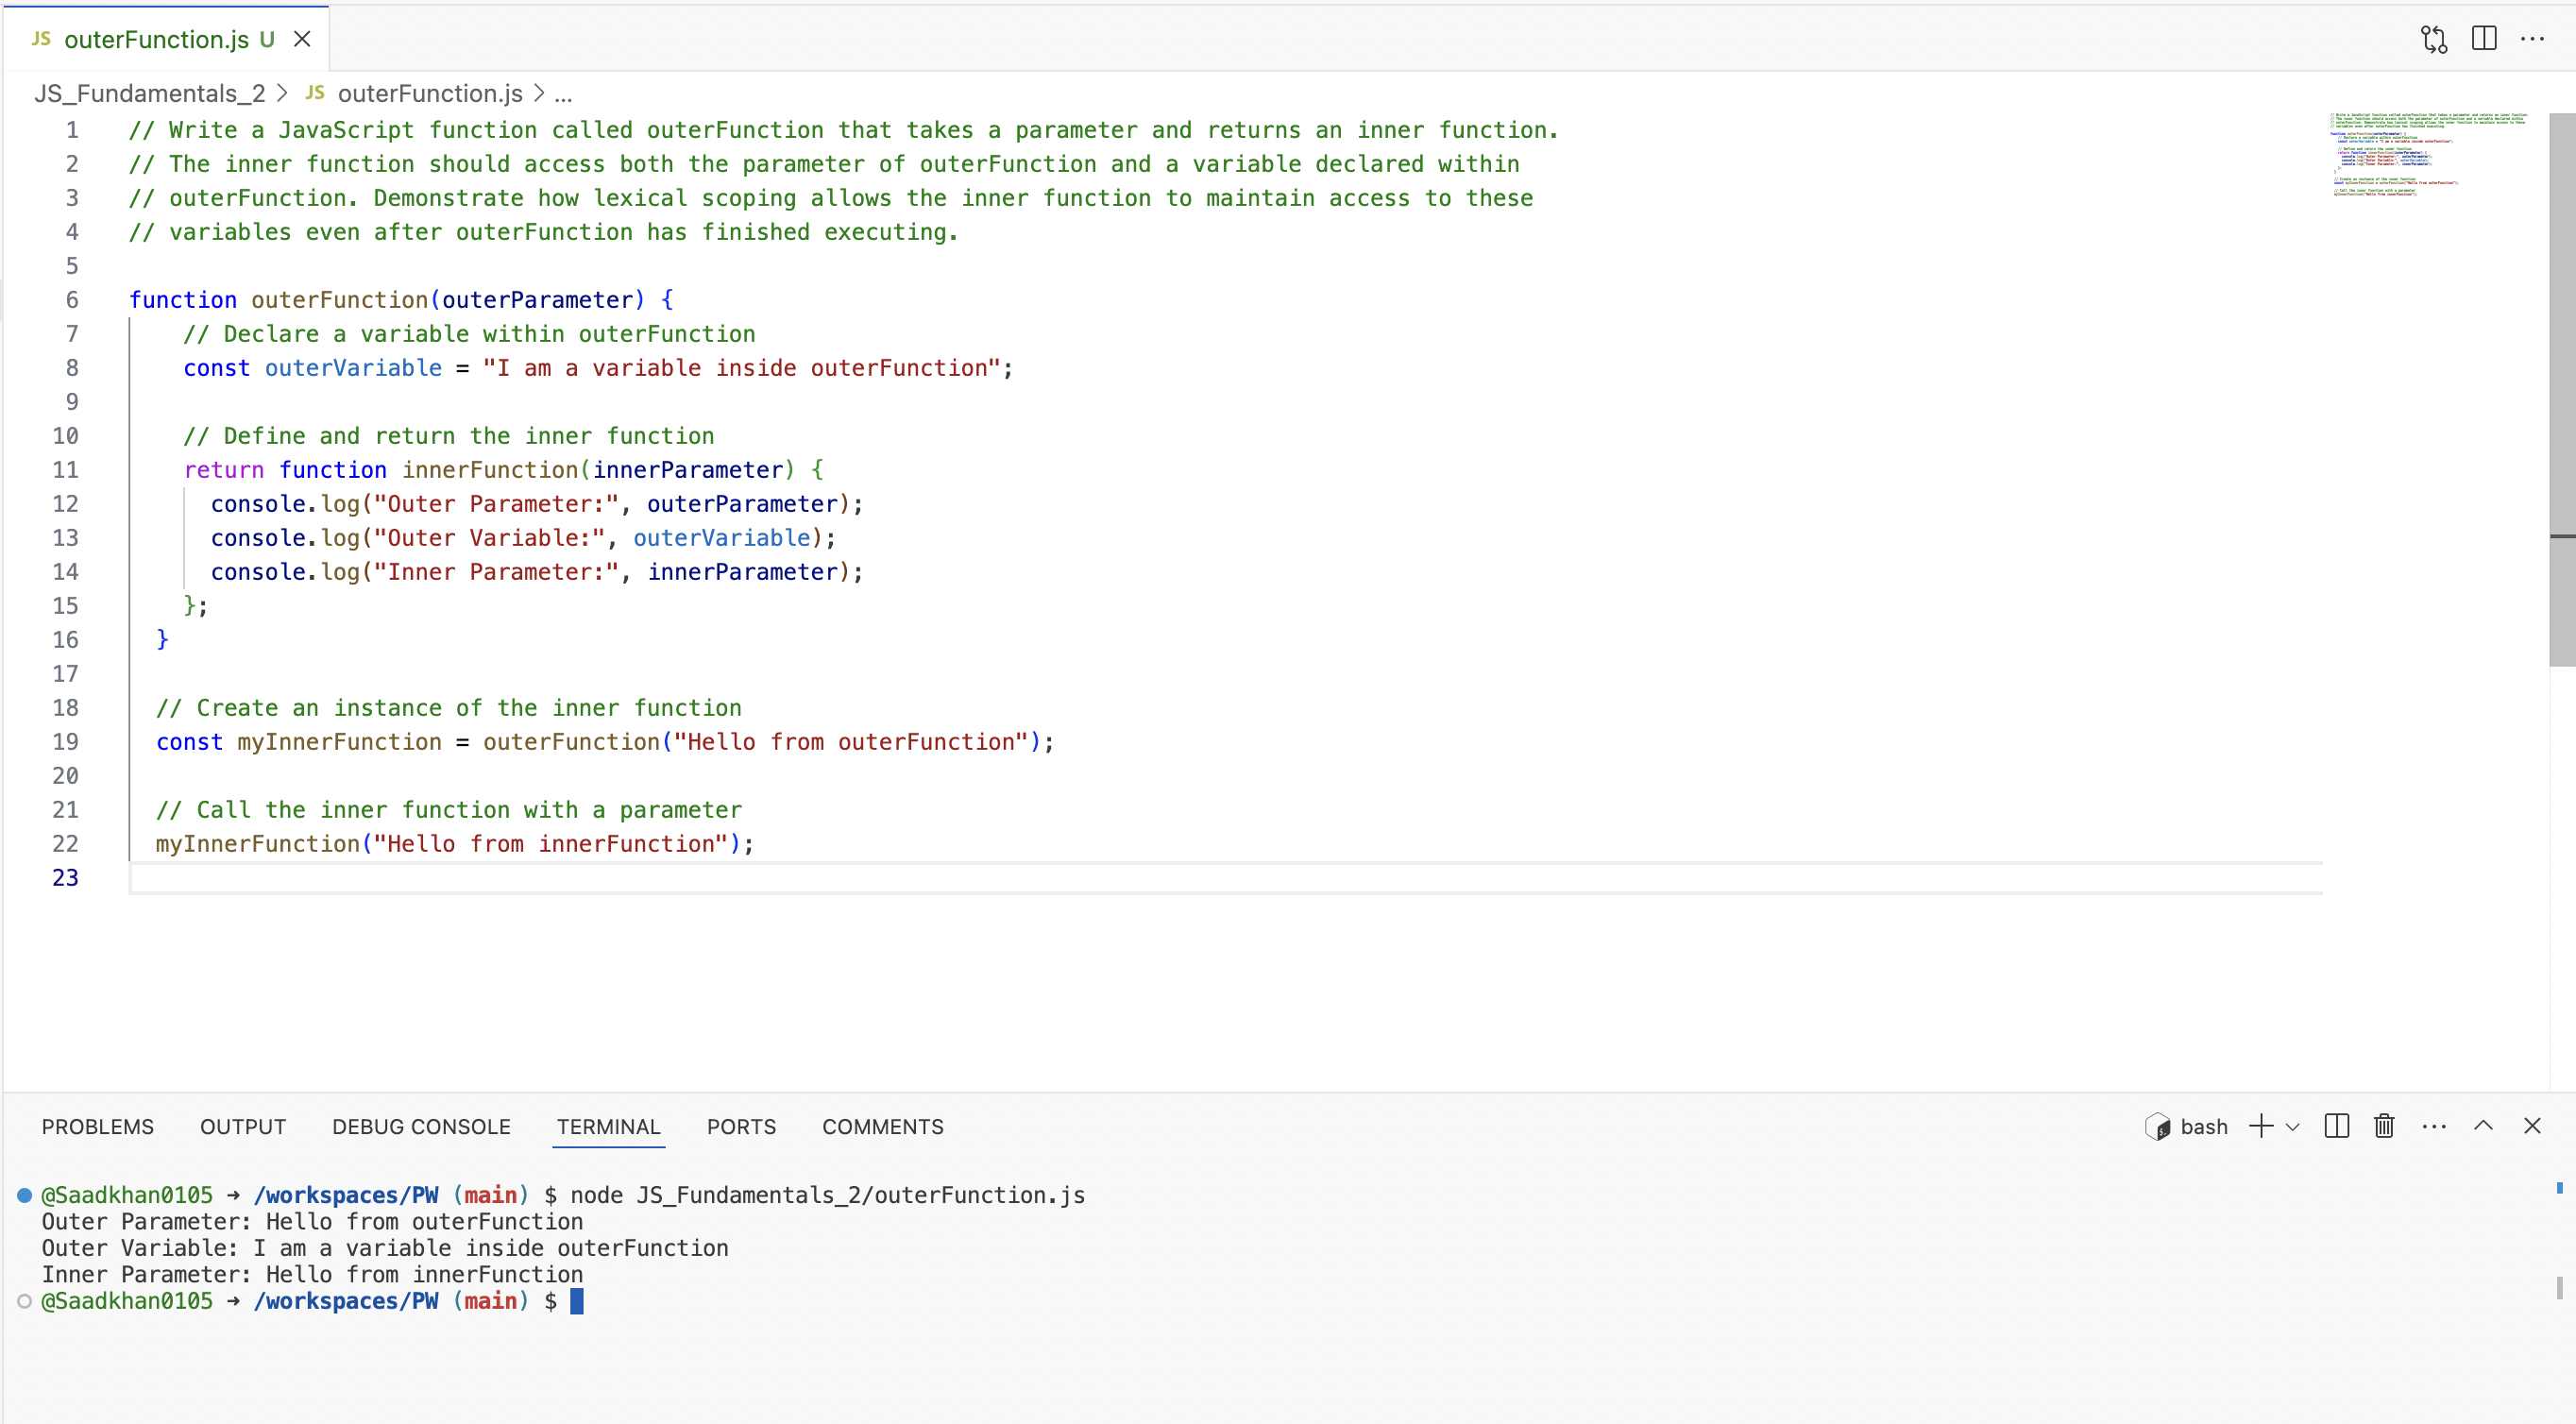 JS outerFunction.js U
JS_Fundamentals_2 > JS outerFunction.js > ...
1 // Write a JavaScript function called outerFunction that takes a parameter and returns an inner function.
2 // The inner function should access both the parameter of outerFunction and a variable declared within
3 // outerFunction. Demonstrate how lexical scoping allows the inner function to maintain access to these
4 // variables even after outerFunction has finished executing.
5
6 function outerFunction(outerParameter) {
7     // Declare a variable within outerFunction
8     const outerVariable = "I am a variable inside outerFunction";
9
10     // Define and return the inner function
11     return function innerFunction(innerParameter) {
12       console.log("Outer Parameter:", outerParameter);
13       console.log("Outer Variable:", outerVariable);
14       console.log("Inner Parameter:", innerParameter);
15     };
16   }
17
18   // Create an instance of the inner function
19   const myInnerFunction = outerFunction("Hello from outerFunction");
20
21   // Call the inner function with a parameter
22   myInnerFunction("Hello from innerFunction");
23
PROBLEMS OUTPUT DEBUG CONSOLE TERMINAL PORTS COMMENTS bash
@Saadkhan0105 ➜ /workspaces/PW (main) $ node JS_Fundamentals_2/outerFunction.js
Outer Parameter: Hello from outerFunction
Outer Variable: I am a variable inside outerFunction
Inner Parameter: Hello from innerFunction
@Saadkhan0105 ➜ /workspaces/PW (main) $